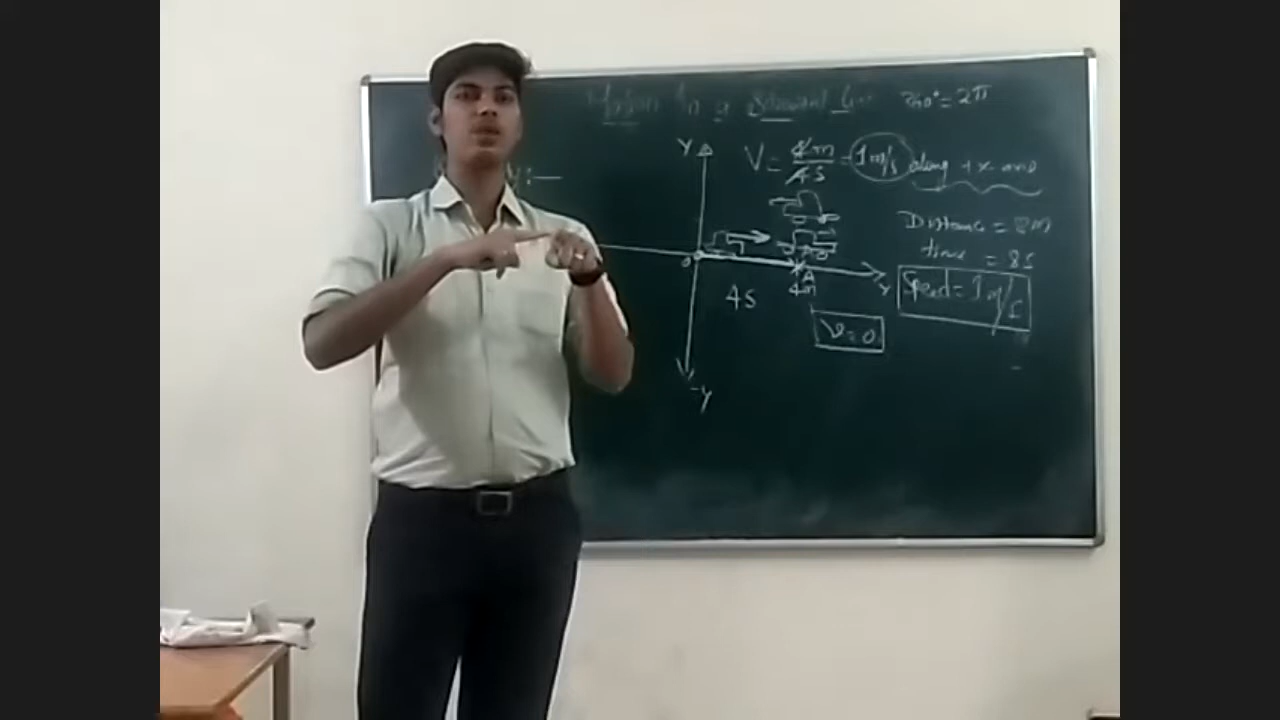 Motion In a Straight line
360° = 2π
Y
V = 4m/4s = 1m/s along +x-axis
V :—
Distance = 8m
time = 8s
Speed = 1m/s
O
A
x
4s
4m
V = 0
-y